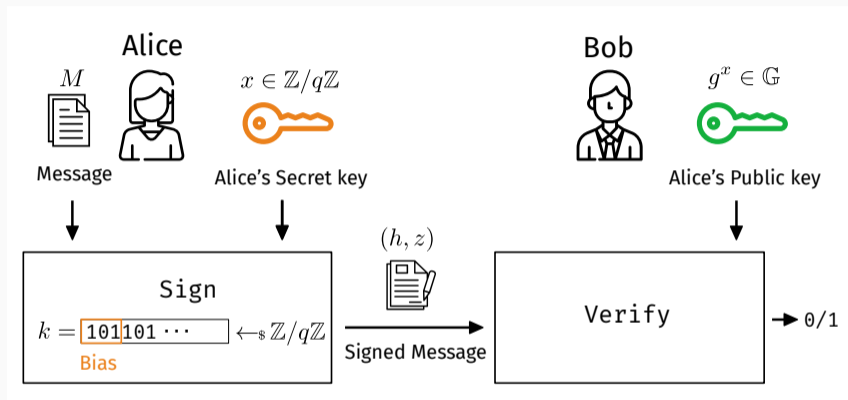 Alice
M
Message
x ∈ ℤ/qℤ
Alice's Secret key
Bob
gˣ ∈ 𝔾
Alice's Public key
Sign
k = 101101 ··· ←$ ℤ/qℤ
Bias
(h, z)
Signed Message
Verify
0/1